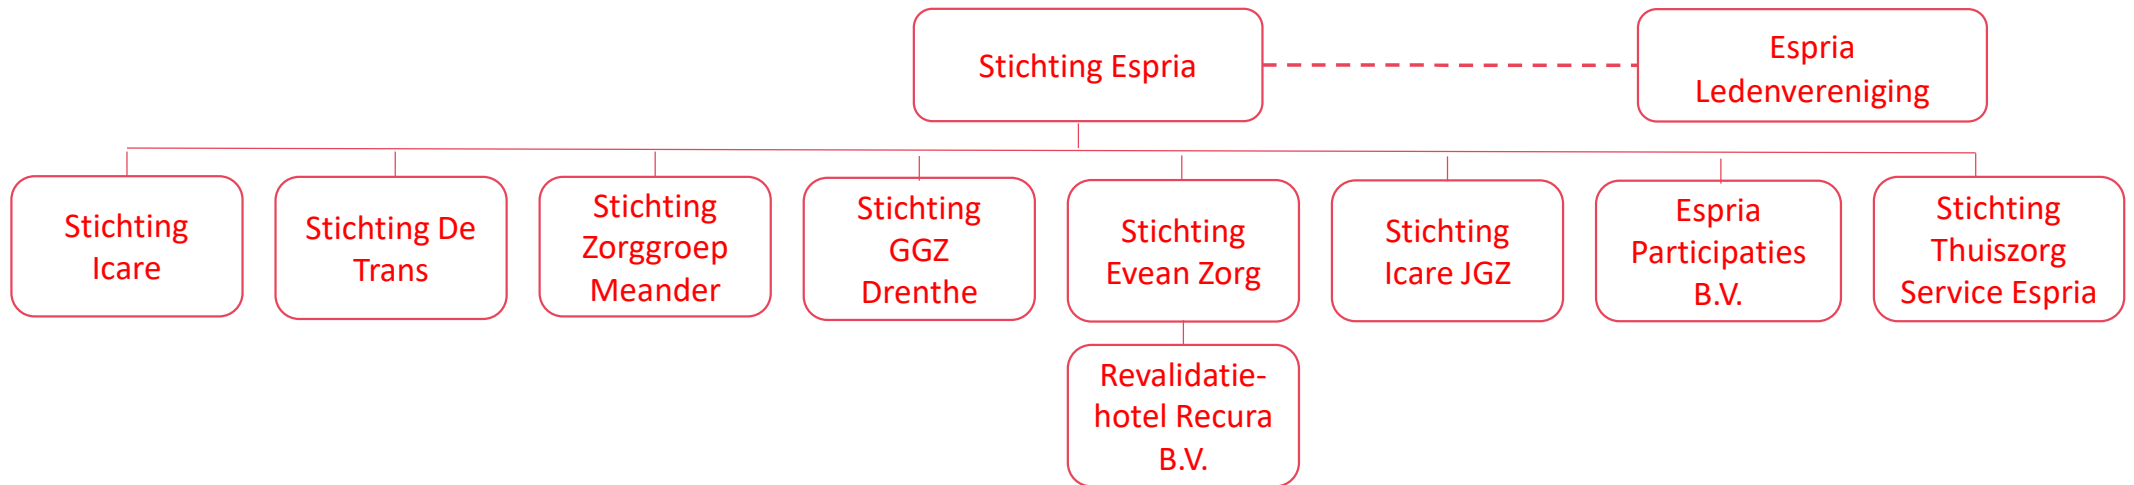 Stichting Espria
Espria
Ledenvereniging
Stichting
Icare
Stichting De
Trans
Stichting
Zorggroep
Meander
Stichting
GGZ
Drenthe
Stichting
Evean Zorg
Stichting
Icare JGZ
Espria
Participaties
B.V.
Stichting
Thuiszorg
Service Espria
Revalidatie-
hotel Recura
B.V.